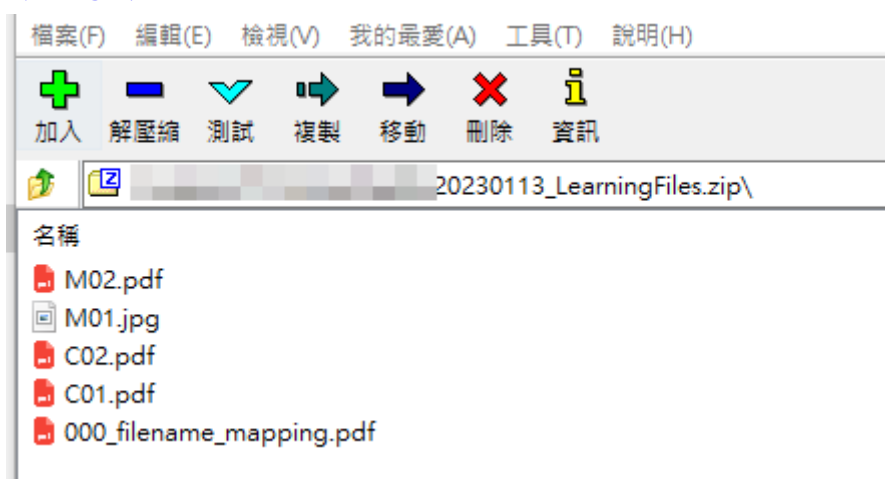 檔案(F) 編輯(E) 檢視(V) 我的最愛(A) 工具(T) 說明(H)
加入 解壓縮 測試 複製 移動 刪除 資訊
20230113_LearningFiles.zip\
名稱
M02.pdf
M01.jpg
C02.pdf
C01.pdf
000_filename_mapping.pdf